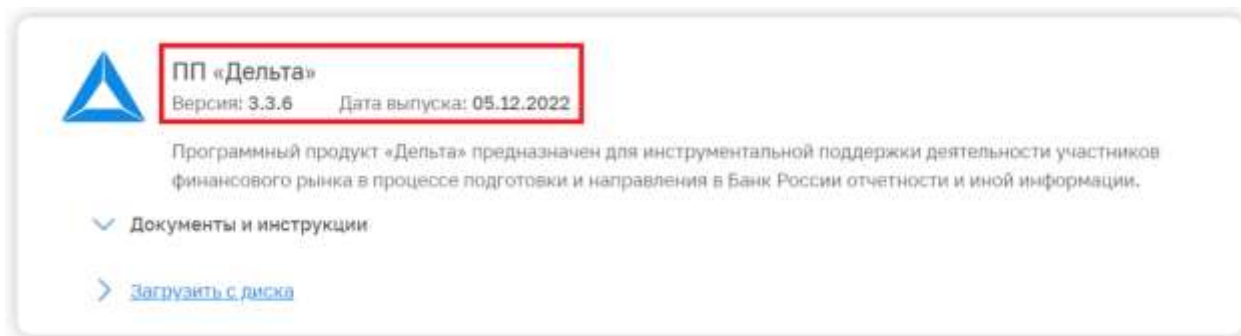 ПП «Дельта»
Версия: 3.3.6 Дата выпуска: 05.12.2022
Программный продукт «Дельта» предназначен для инструментальной поддержки деятельности участников
финансового рынка в процессе подготовки и направления в Банк России отчетности и иной информации.
Документы и инструкции
Загрузить с диска